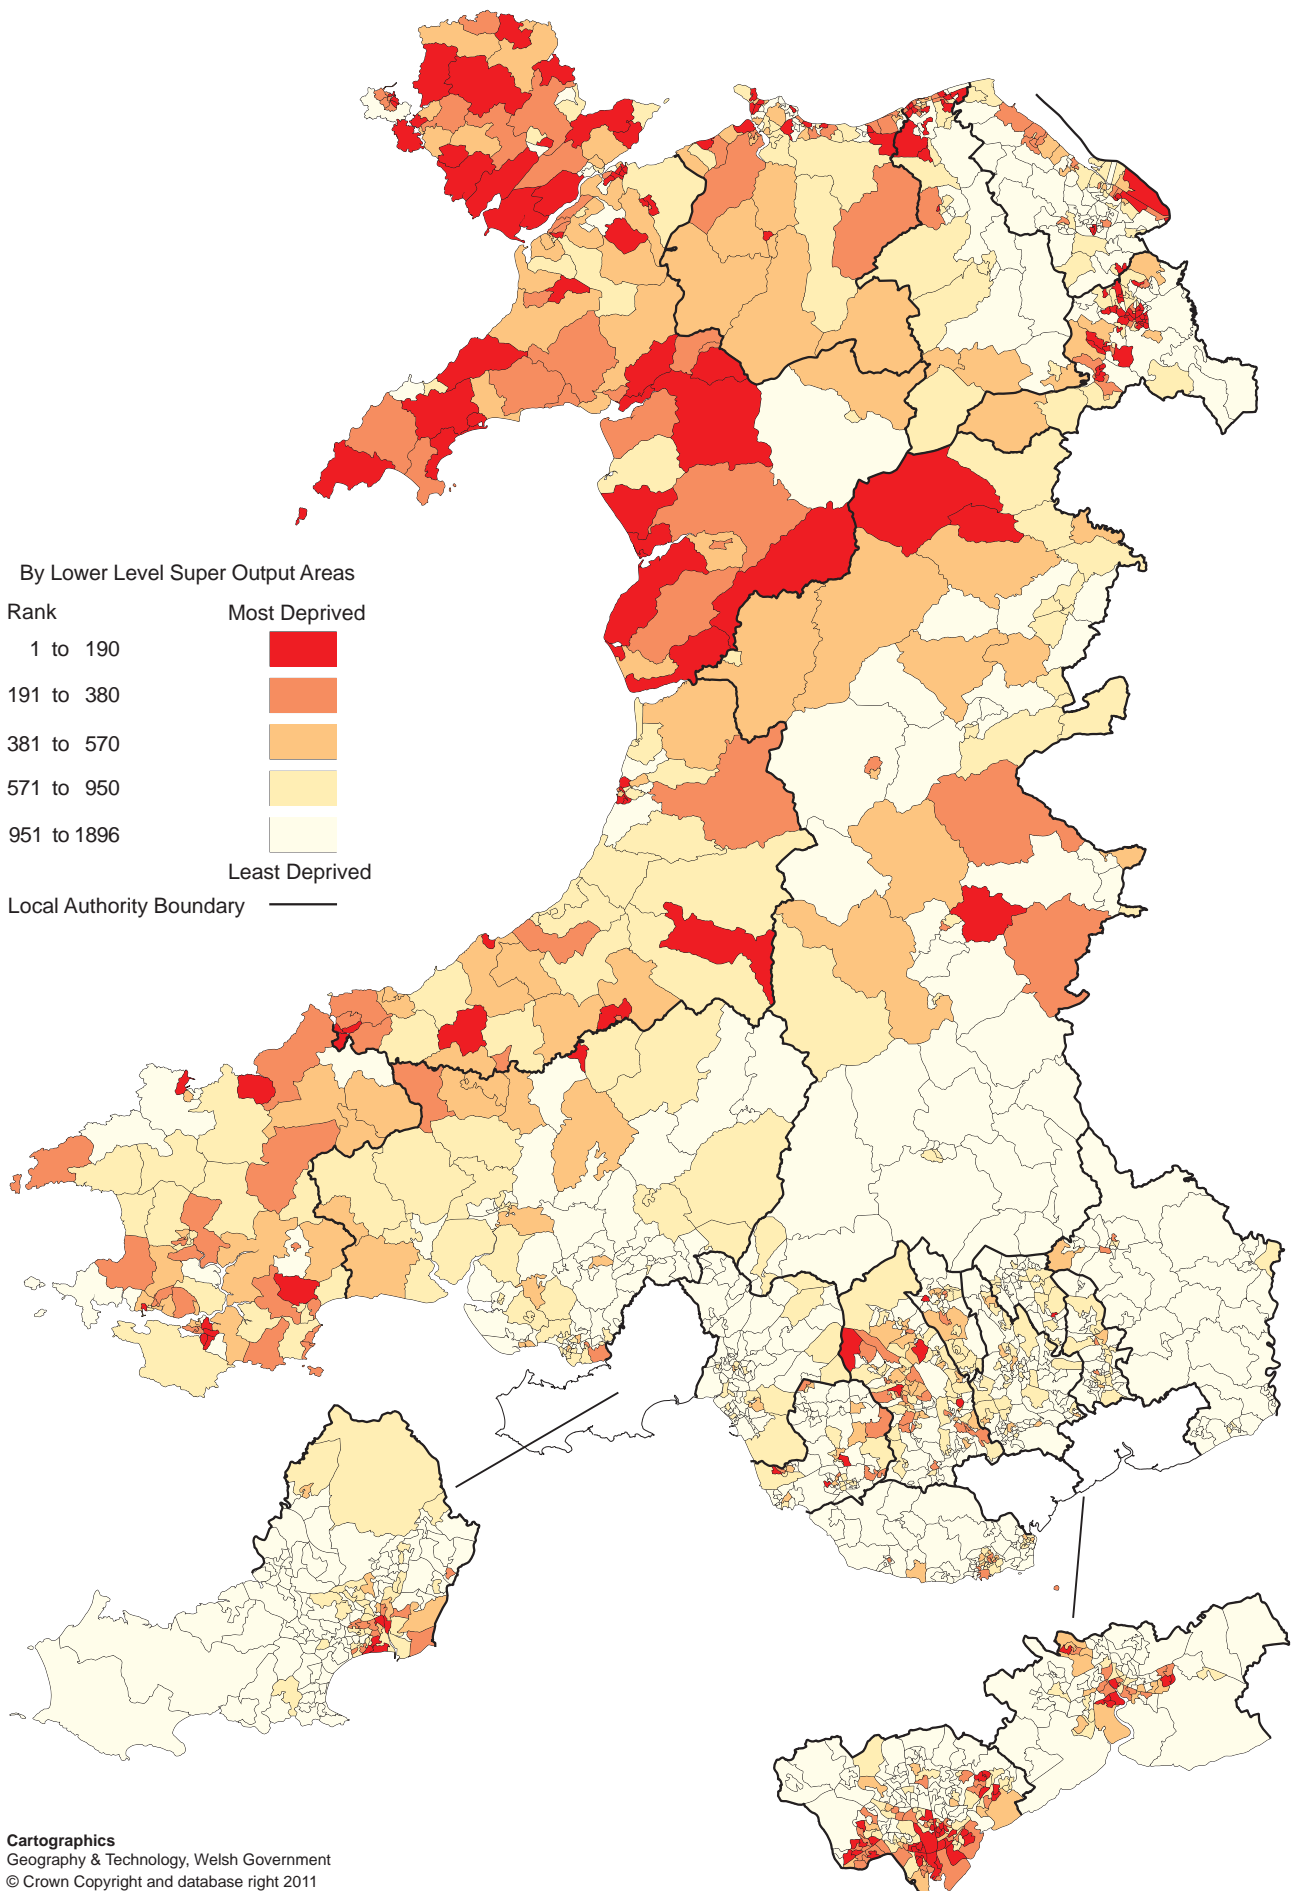 By Lower Level Super Output Areas
Rank Most Deprived
1 to 190
191 to 380
381 to 570
571 to 950
951 to 1896
Least Deprived
Local Authority Boundary
Cartographics
Geography & Technology, Welsh Government
© Crown Copyright and database right 2011